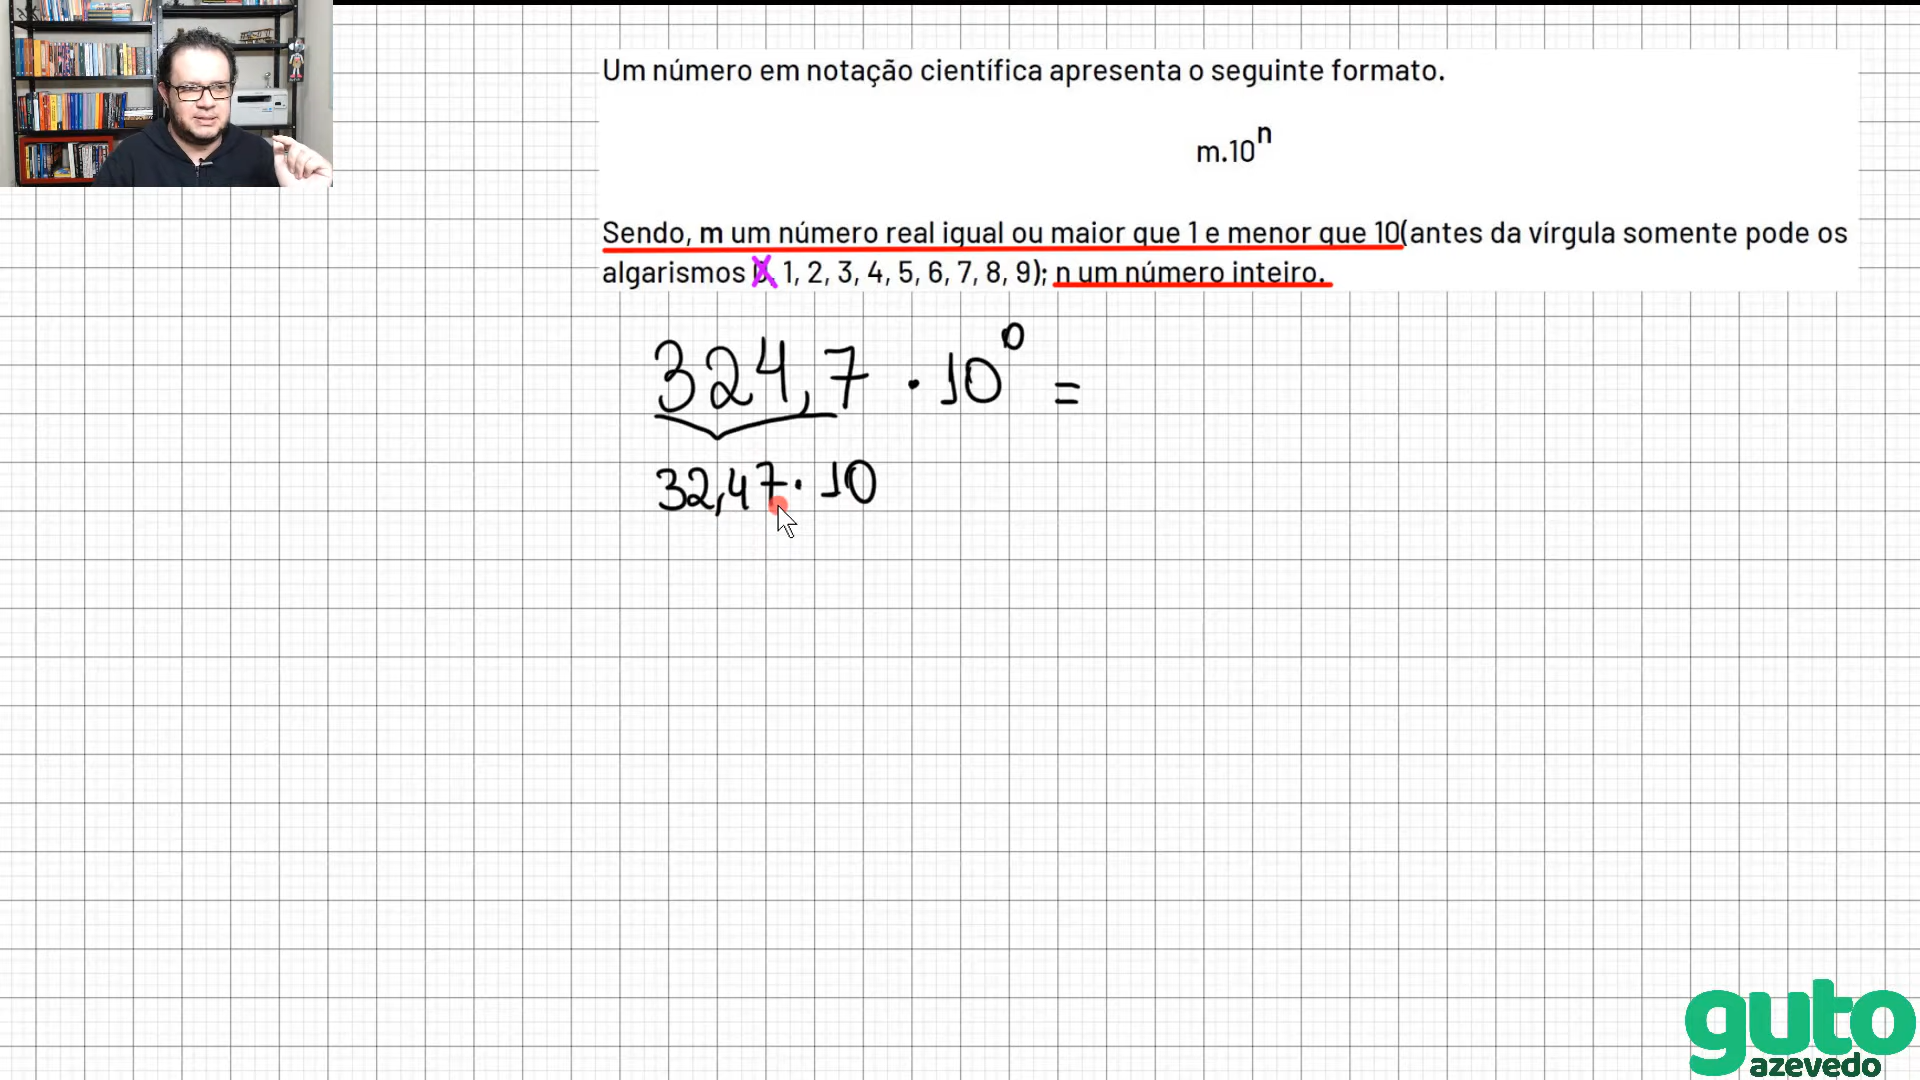 Um número em notação científica apresenta o seguinte formato.
m.10ⁿ
Sendo, m um número real igual ou maior que 1 e menor que 10(antes da vírgula somente pode os
algarismos 0, 1, 2, 3, 4, 5, 6, 7, 8, 9); n um número inteiro.
324,7 · 10⁰ =
32,47 · 10
guto
azevedo